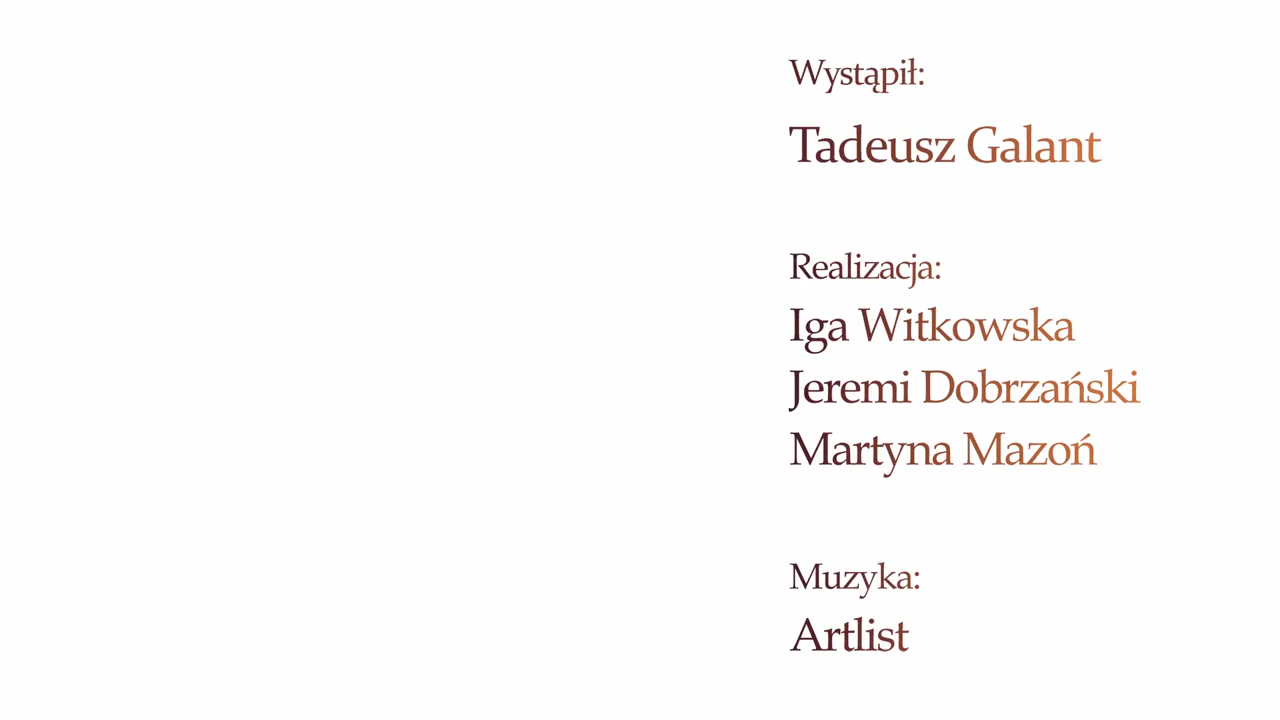 Wystąpił:
Tadeusz Galant
Realizacja:
Iga Witkowska
Jeremi Dobrzański
Martyna Mazoń
Muzyka:
Artlist